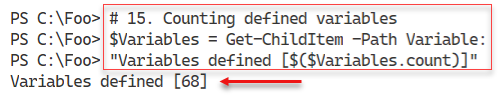 PS C:\Foo> # 15. Counting defined variables
PS C:\Foo> $Variables = Get-ChildItem -Path Variable:
PS C:\Foo> "Variables defined [$($Variables.count)]"
Variables defined [68]